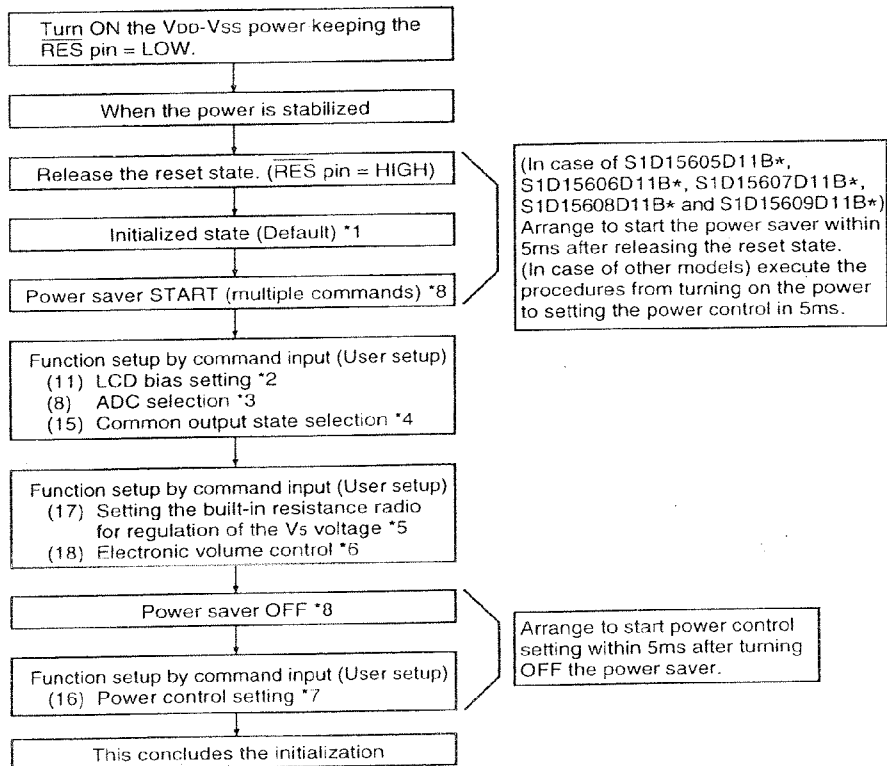 Turn ON the VDD-VSS power keeping the
RES pin = LOW.
When the power is stabilized
Release the reset state. (RES pin = HIGH)
Initialized state (Default) *1
Power saver START (multiple commands) *8
(In case of S1D15605D11B*,
S1D15606D11B*, S1D15607D11B*,
S1D15608D11B* and S1D15609D11B*)
Arrange to start the power saver within
5ms after releasing the reset state.
(In case of other models) execute the
procedures from turning on the power
to setting the power control in 5ms.
Function setup by command input (User setup)
(11) LCD bias setting *2
(8) ADC selection *3
(15) Common output state selection *4
Function setup by command input (User setup)
(17) Setting the built-in resistance radio
for regulation of the V5 voltage *5
(18) Electronic volume control *6
Power saver OFF *8
Function setup by command input (User setup)
(16) Power control setting *7
Arrange to start power control
setting within 5ms after turning
OFF the power saver.
This concludes the initialization